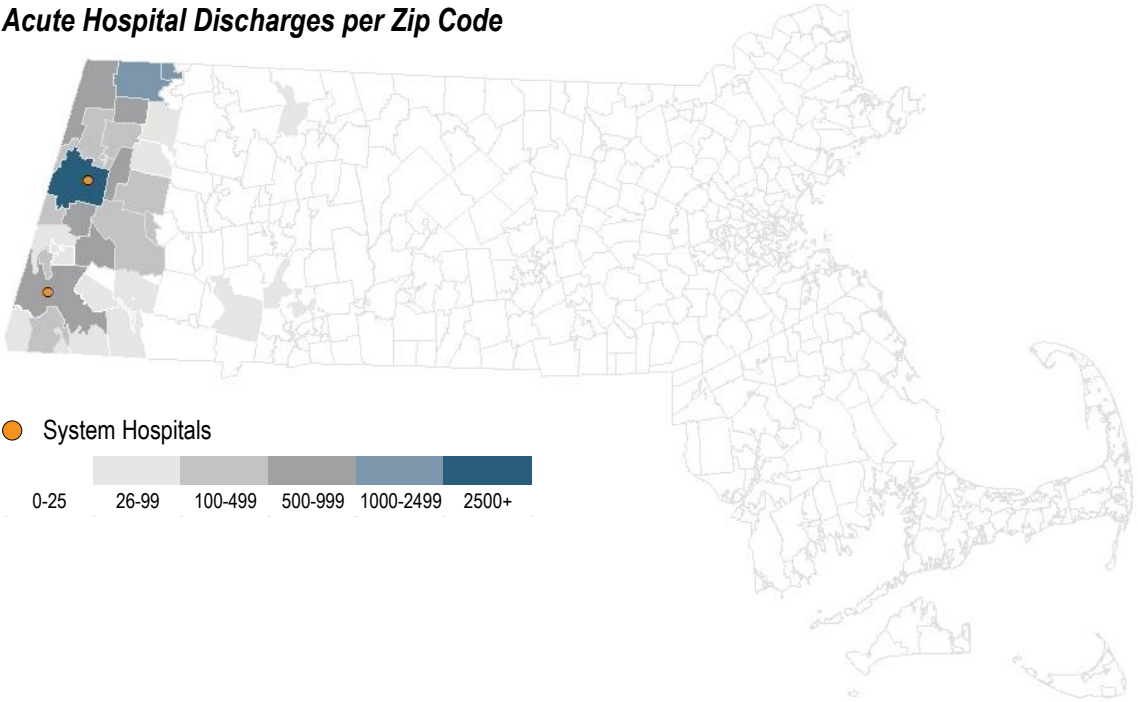 Acute Hospital Discharges per Zip Code
System Hospitals
0-25 26-99 100-499 500-999 1000-2499 2500+